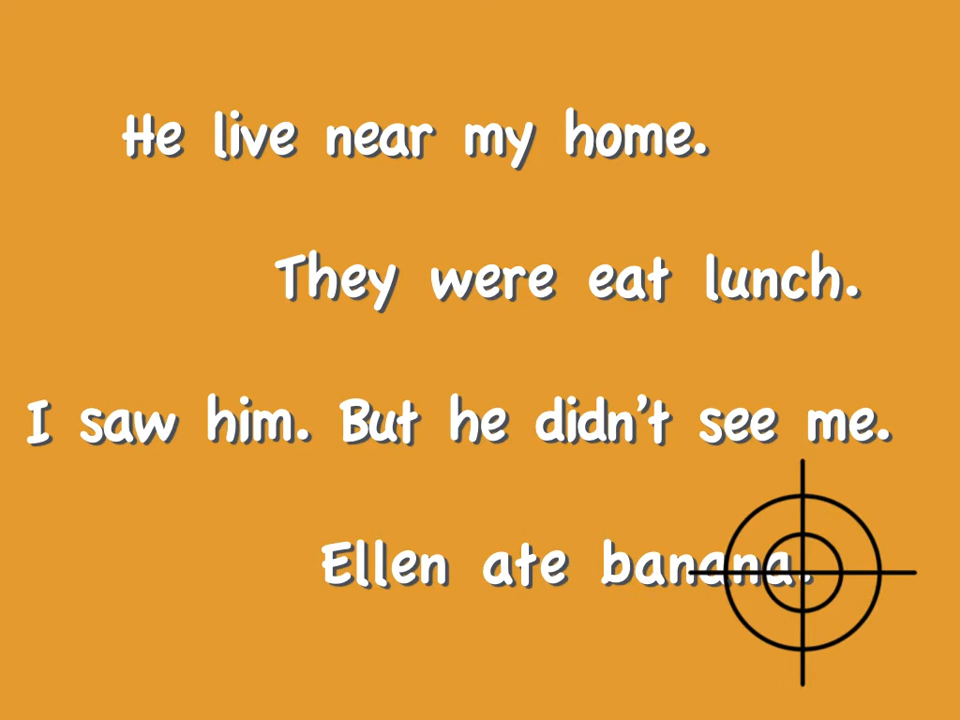 He live near my home.
They were eat lunch.
I saw him. But he didn't see me.
Ellen ate banana.